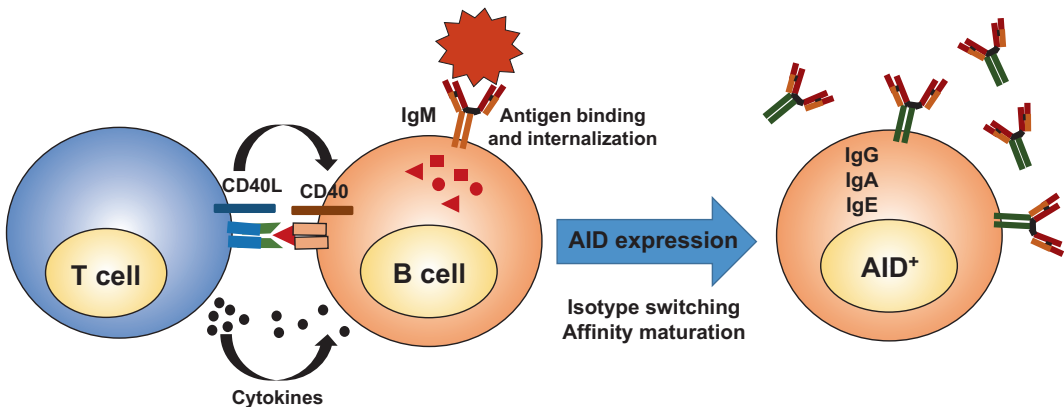 IgM
Antigen binding
and internalization
CD40L
CD40
T cell
B cell
Cytokines
AID expression
Isotype switching
Affinity maturation
IgG
IgA
IgE
AID⁺